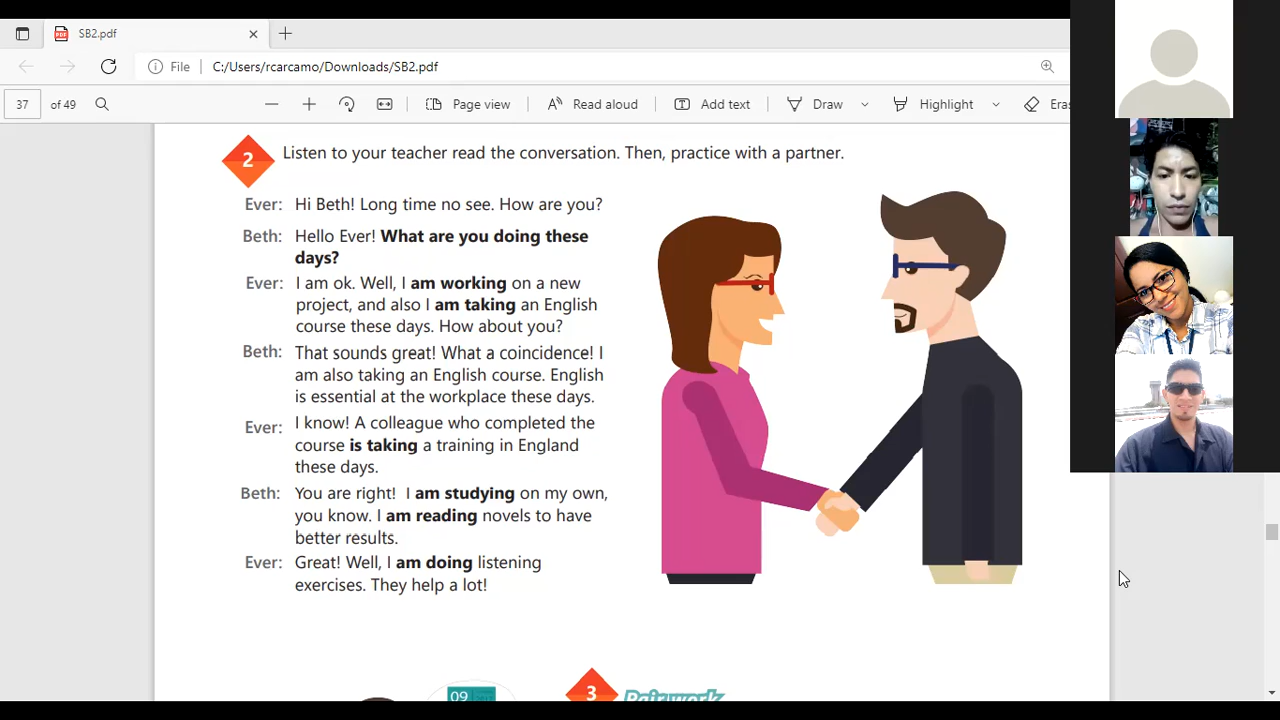 SB2.pdf
File
C:/Users/rcarcamo/Downloads/SB2.pdf
37
of 49
Page view
Read aloud
Add text
Draw
Highlight
Eras
2
Listen to your teacher read the conversation. Then, practice with a partner.
Ever: Hi Beth! Long time no see. How are you?
Beth: Hello Ever! What are you doing these
days?
Ever: I am ok. Well, I am working on a new
project, and also I am taking an English
course these days. How about you?
Beth: That sounds great! What a coincidence! I
am also taking an English course. English
is essential at the workplace these days.
Ever: I know! A colleague who completed the
course is taking a training in England
these days.
Beth: You are right! I am studying on my own,
you know. I am reading novels to have
better results.
Ever: Great! Well, I am doing listening
exercises. They help a lot!
09
3
Pair work